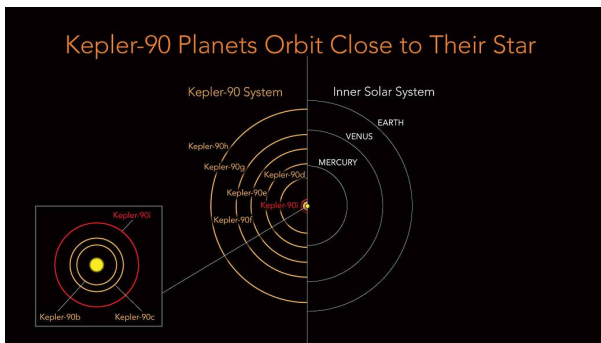 Kepler-90 Planets Orbit Close to Their Star
Kepler-90 System
Inner Solar System
EARTH
VENUS
MERCURY
Kepler-90h
Kepler-90g
Kepler-90d
Kepler-90e
Kepler-90i
Kepler-90f
Kepler-90i
Kepler-90b
Kepler-90c